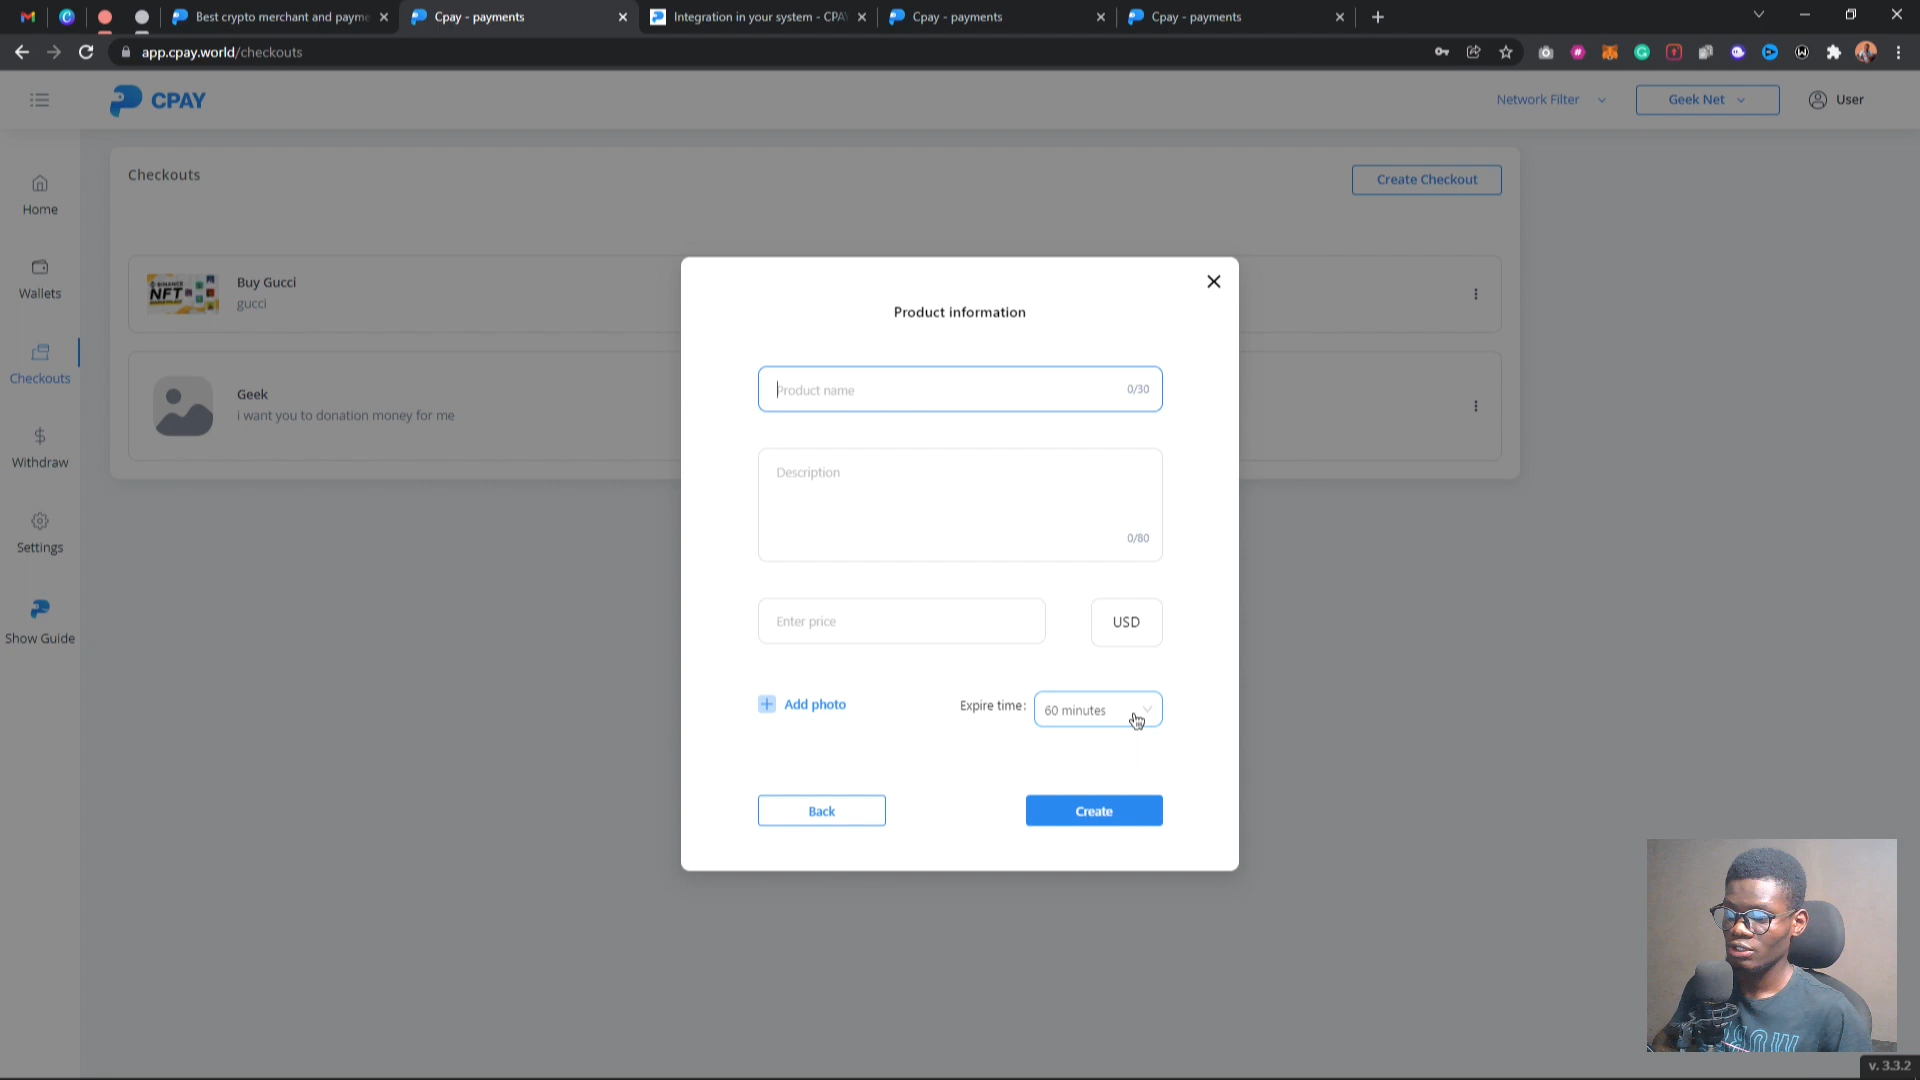 Best crypto merchant and payme
Cpay - payments
Integration in your system - CPA
Cpay - payments
Cpay - payments
app.cpay.world/checkouts
CPAY
Network Filter
Geek Net
User
Home
Wallets
Checkouts
Withdraw
Settings
Show Guide
Checkouts
Create Checkout
NFT
Buy Gucci
gucci
Geek
i want you to donation money for me
Product information
Product name
0/30
Description
0/80
Enter price
USD
Add photo
Expire time:
60 minutes
Back
Create
v. 3.3.2